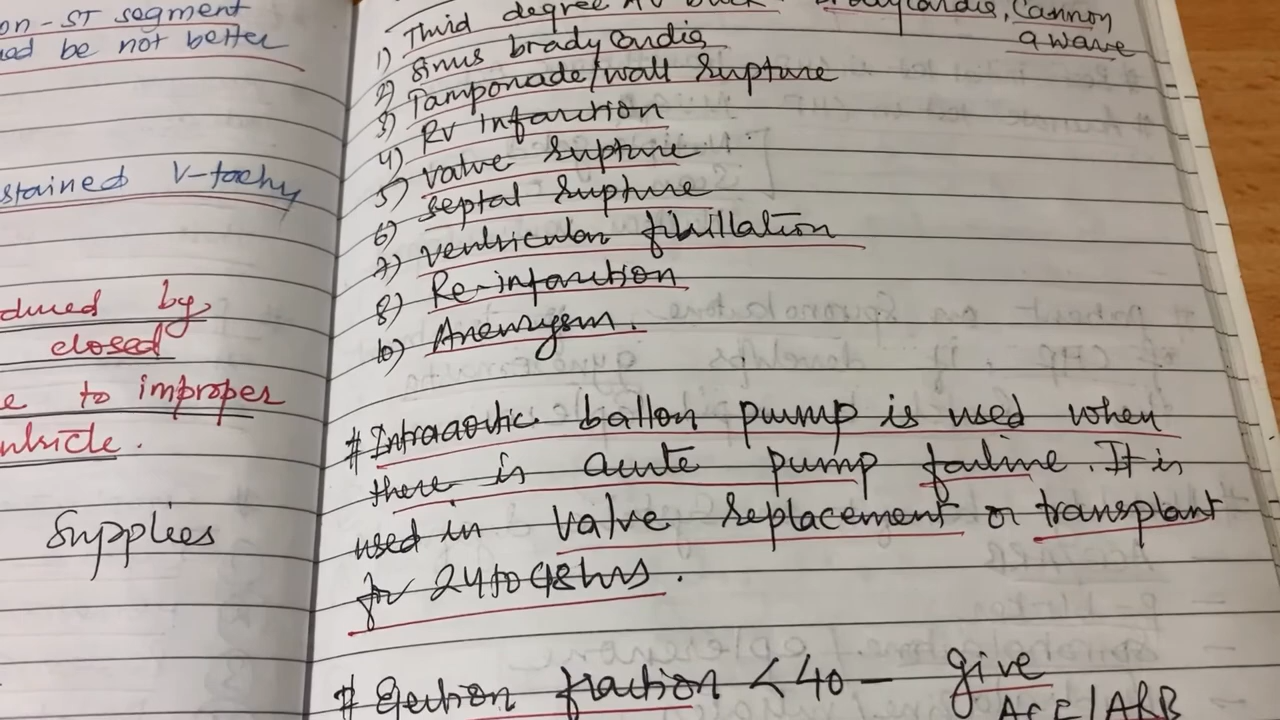 on-ST segment
be not better
stained V-tachy
duced by
closed
e to improper
ntricle.
Supplies
1) Third degree AV block - Bradycardia, Cannon
a wave
2) Sinus bradycardia
3) Tamponade/wall rupture
4) RV infarction
5) valve rupture
6) septal rupture
7) ventricular fibrillation
8) Re-infarction
10) Aneurysm.
# Intraaortic ballon pump is used when
there is acute pump failure. It is
used in valve replacement or transplant
for 24 to 48 hrs.
# Ejection fraction < 40 - give
ACE/ARB